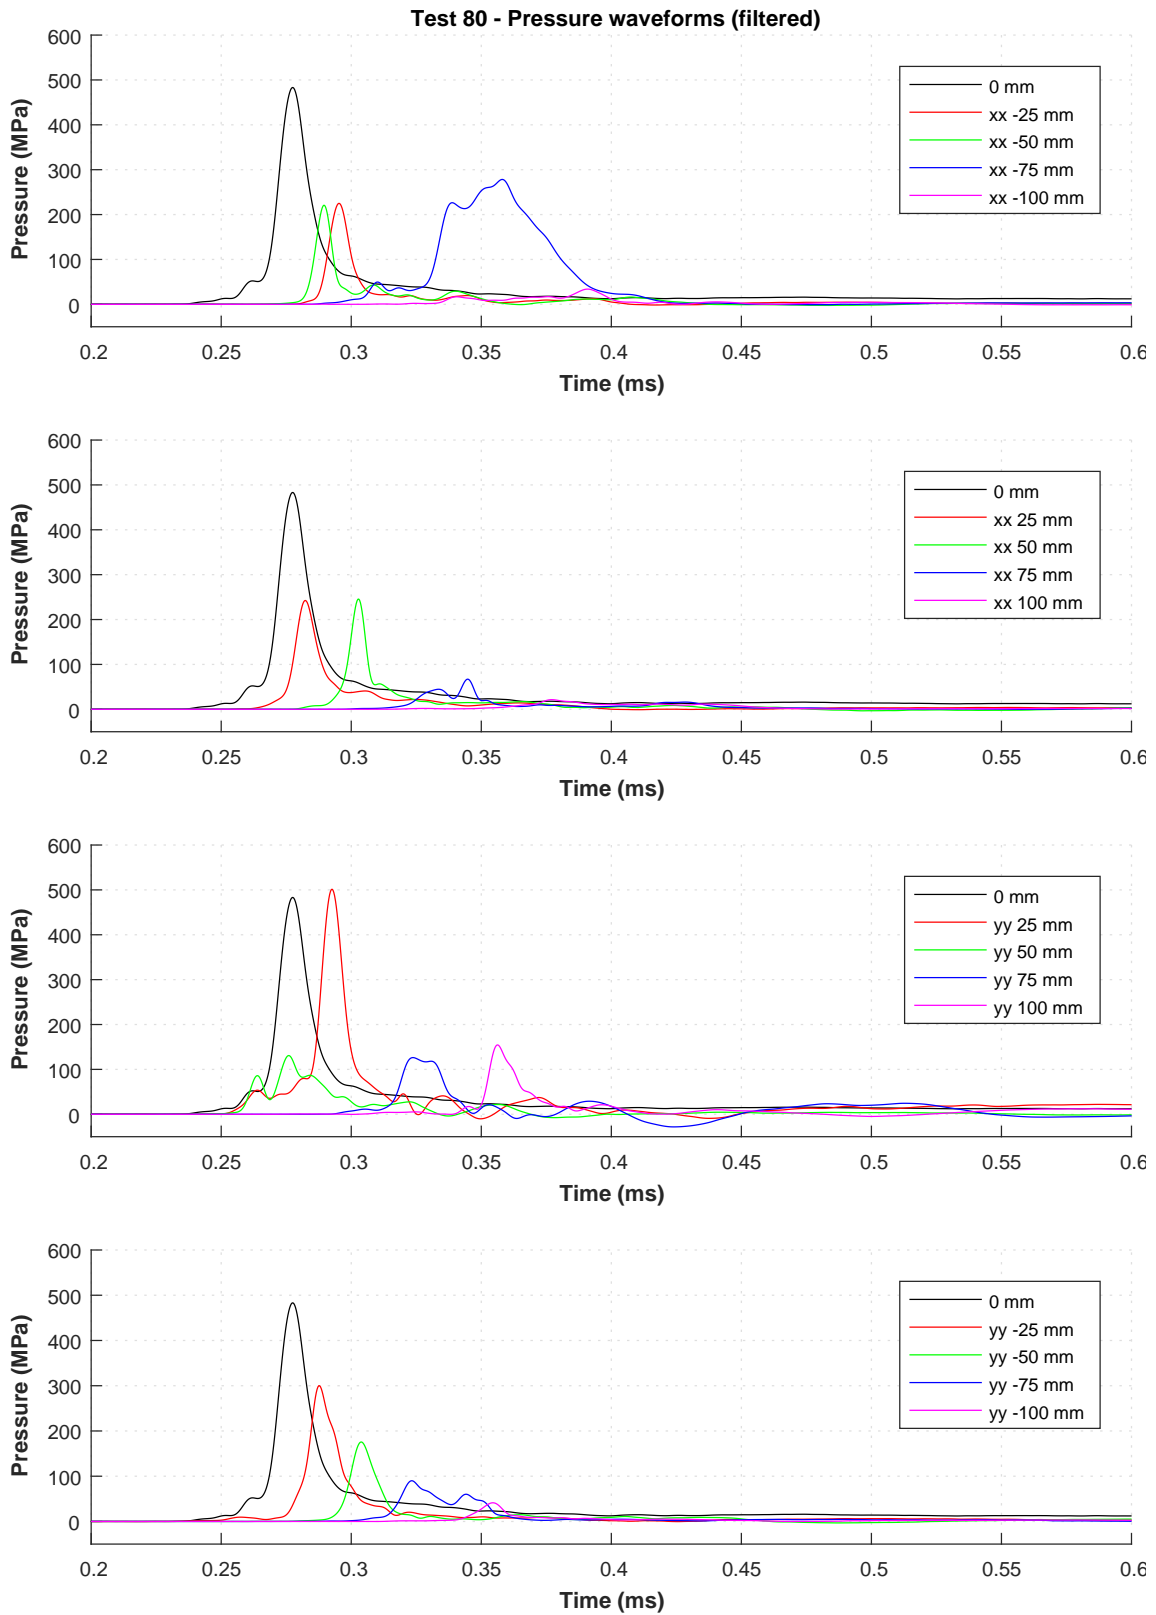 Test 80 - Pressure waveforms (filtered)
600
500
400
300
200
100
0
Pressure (MPa)
0 mm
xx -25 mm
xx -50 mm
xx -75 mm
xx -100 mm
0.2 0.25 0.3 0.35 0.4 0.45 0.5 0.55 0.6
Time (ms)
600
500
400
300
200
100
0
Pressure (MPa)
0 mm
xx 25 mm
xx 50 mm
xx 75 mm
xx 100 mm
0.2 0.25 0.3 0.35 0.4 0.45 0.5 0.55 0.6
Time (ms)
600
500
400
300
200
100
0
Pressure (MPa)
0 mm
yy 25 mm
yy 50 mm
yy 75 mm
yy 100 mm
0.2 0.25 0.3 0.35 0.4 0.45 0.5 0.55 0.6
Time (ms)
600
500
400
300
200
100
0
Pressure (MPa)
0 mm
yy -25 mm
yy -50 mm
yy -75 mm
yy -100 mm
0.2 0.25 0.3 0.35 0.4 0.45 0.5 0.55 0.6
Time (ms)